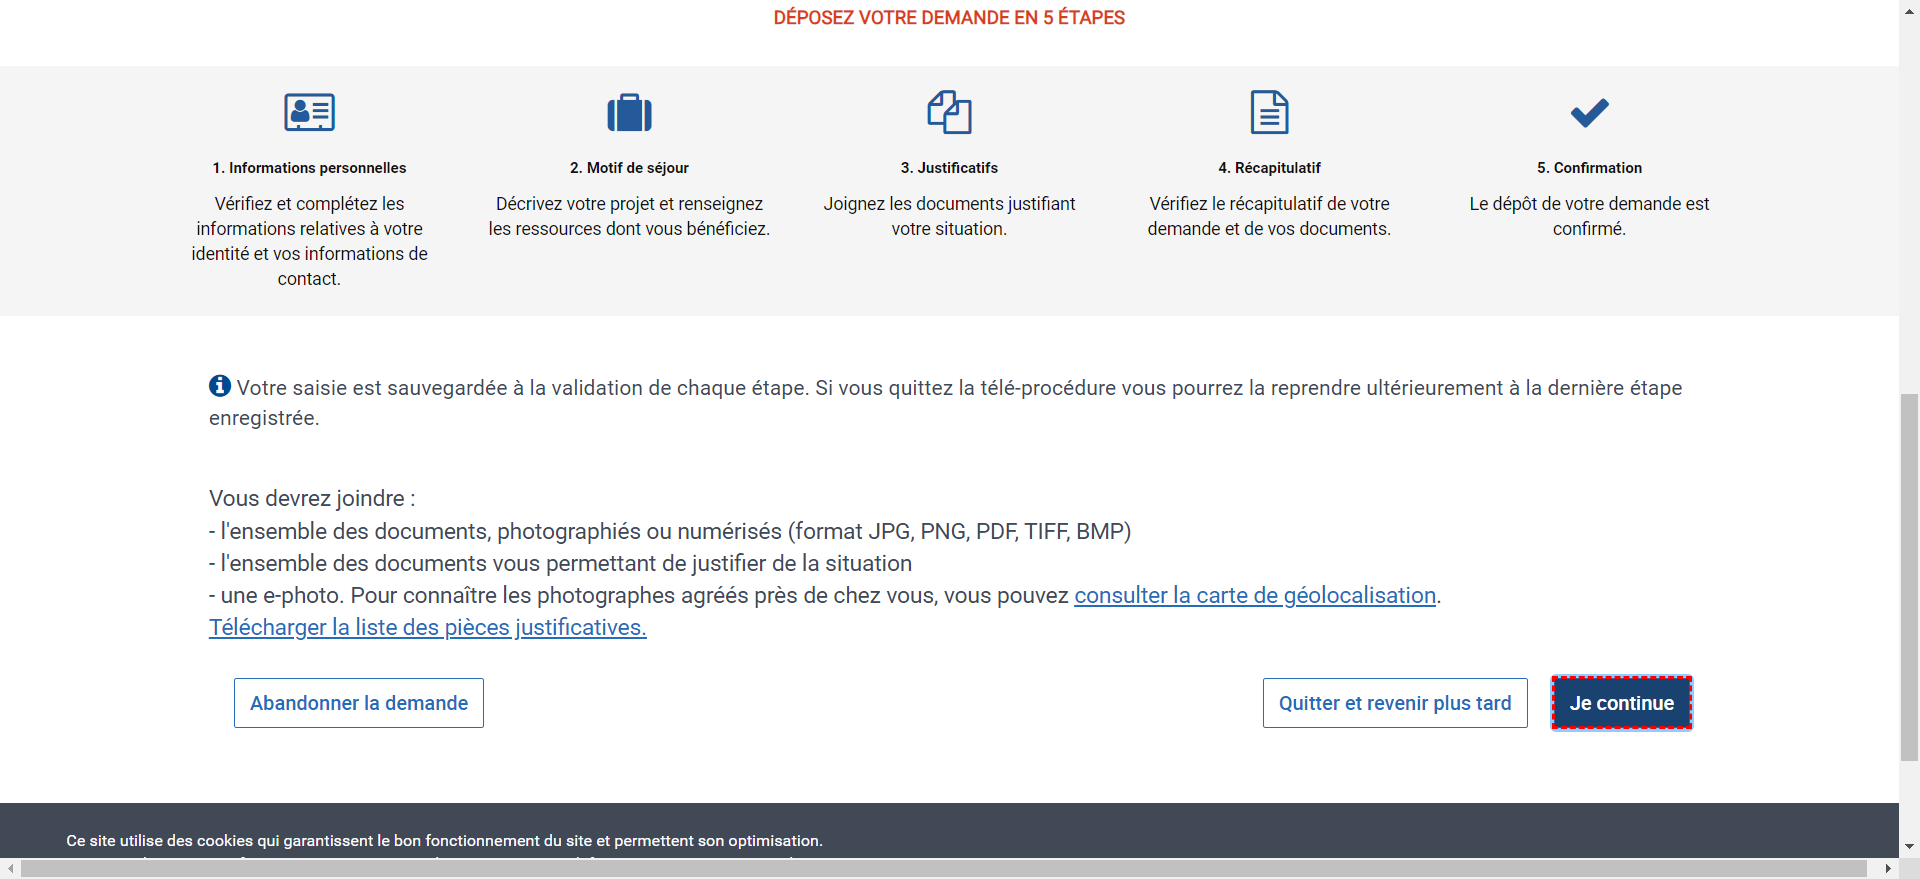 DÉPOSEZ VOTRE DEMANDE EN 5 ÉTAPES
1. Informations personnelles
Vérifiez et complétez les
informations relatives à votre
identité et vos informations de
contact.
2. Motif de séjour
Décrivez votre projet et renseignez
les ressources dont vous bénéficiez.
3. Justificatifs
Joignez les documents justifiant
votre situation.
4. Récapitulatif
Vérifiez le récapitulatif de votre
demande et de vos documents.
5. Confirmation
Le dépôt de votre demande est
confirmé.
Votre saisie est sauvegardée à la validation de chaque étape. Si vous quittez la télé-procédure vous pourrez la reprendre ultérieurement à la dernière étape
enregistrée.
Vous devrez joindre :
- l'ensemble des documents, photographiés ou numérisés (format JPG, PNG, PDF, TIFF, BMP)
- l'ensemble des documents vous permettant de justifier de la situation
- une e-photo. Pour connaître les photographes agréés près de chez vous, vous pouvez consulter la carte de géolocalisation.
Télécharger la liste des pièces justificatives.
Abandonner la demande
Quitter et revenir plus tard
Je continue
Ce site utilise des cookies qui garantissent le bon fonctionnement du site et permettent son optimisation.